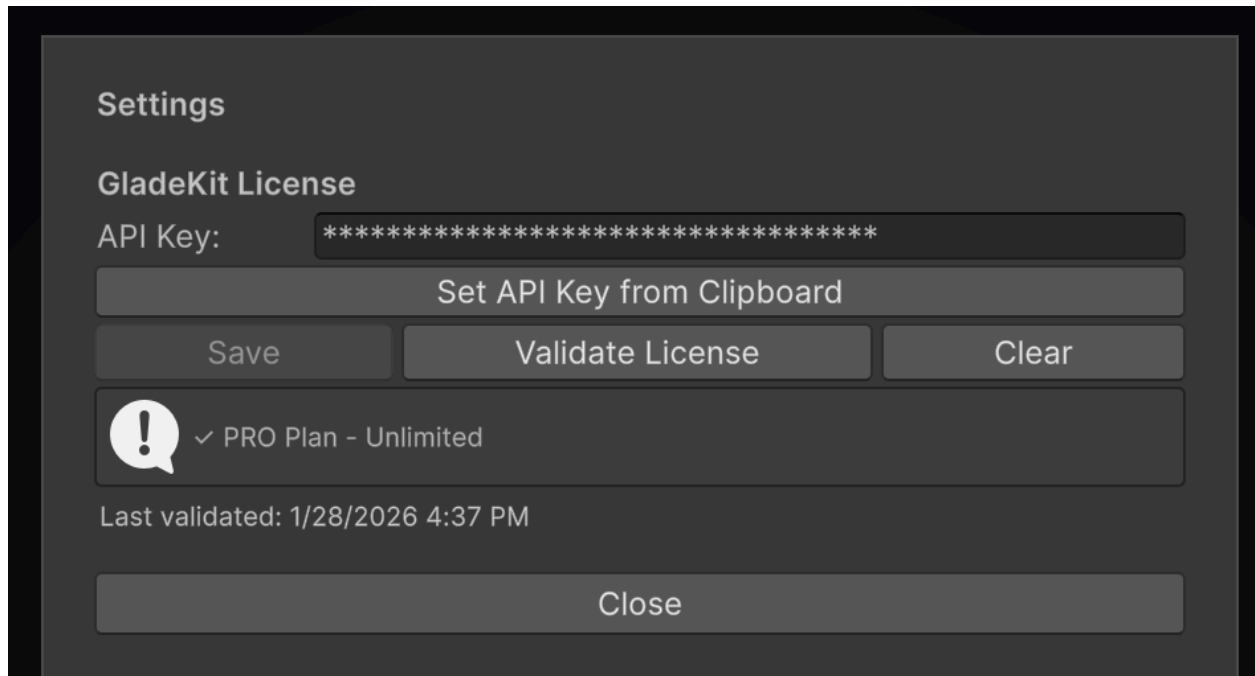 Settings
GladeKit License
API Key: ***********************************
Set API Key from Clipboard
Save Validate License Clear
! ✓ PRO Plan - Unlimited
Last validated: 1/28/2026 4:37 PM
Close